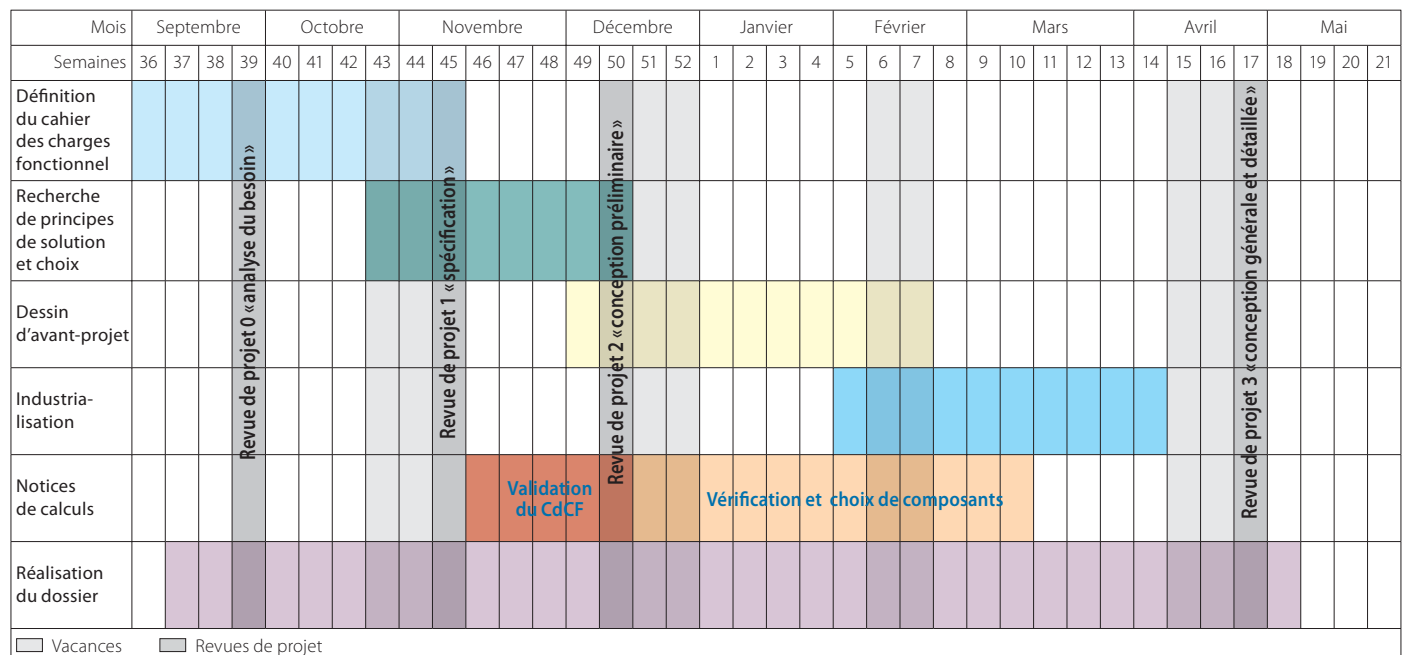 Mois Septembre Octobre Novembre Décembre Janvier Février Mars Avril Mai
Semaines 36 37 38 39 40 41 42 43 44 45 46 47 48 49 50 51 52 1 2 3 4 5 6 7 8 9 10 11 12 13 14 15 16 17 18 19 20 21
Définition
du cahier
des charges
fonctionnel
Recherche
de principes
de solution
et choix
Dessin
d'avant-projet
Industria-
lisation
Notices
de calculs
Réalisation
du dossier
Revue de projet 0 «analyse du besoin»
Revue de projet 1 «spécification»
Revue de projet 2 «conception préliminaire»
Revue de projet 3 «conception générale et détaillée»
Validation
du CdCF
Vérification et choix de composants
Vacances Revues de projet